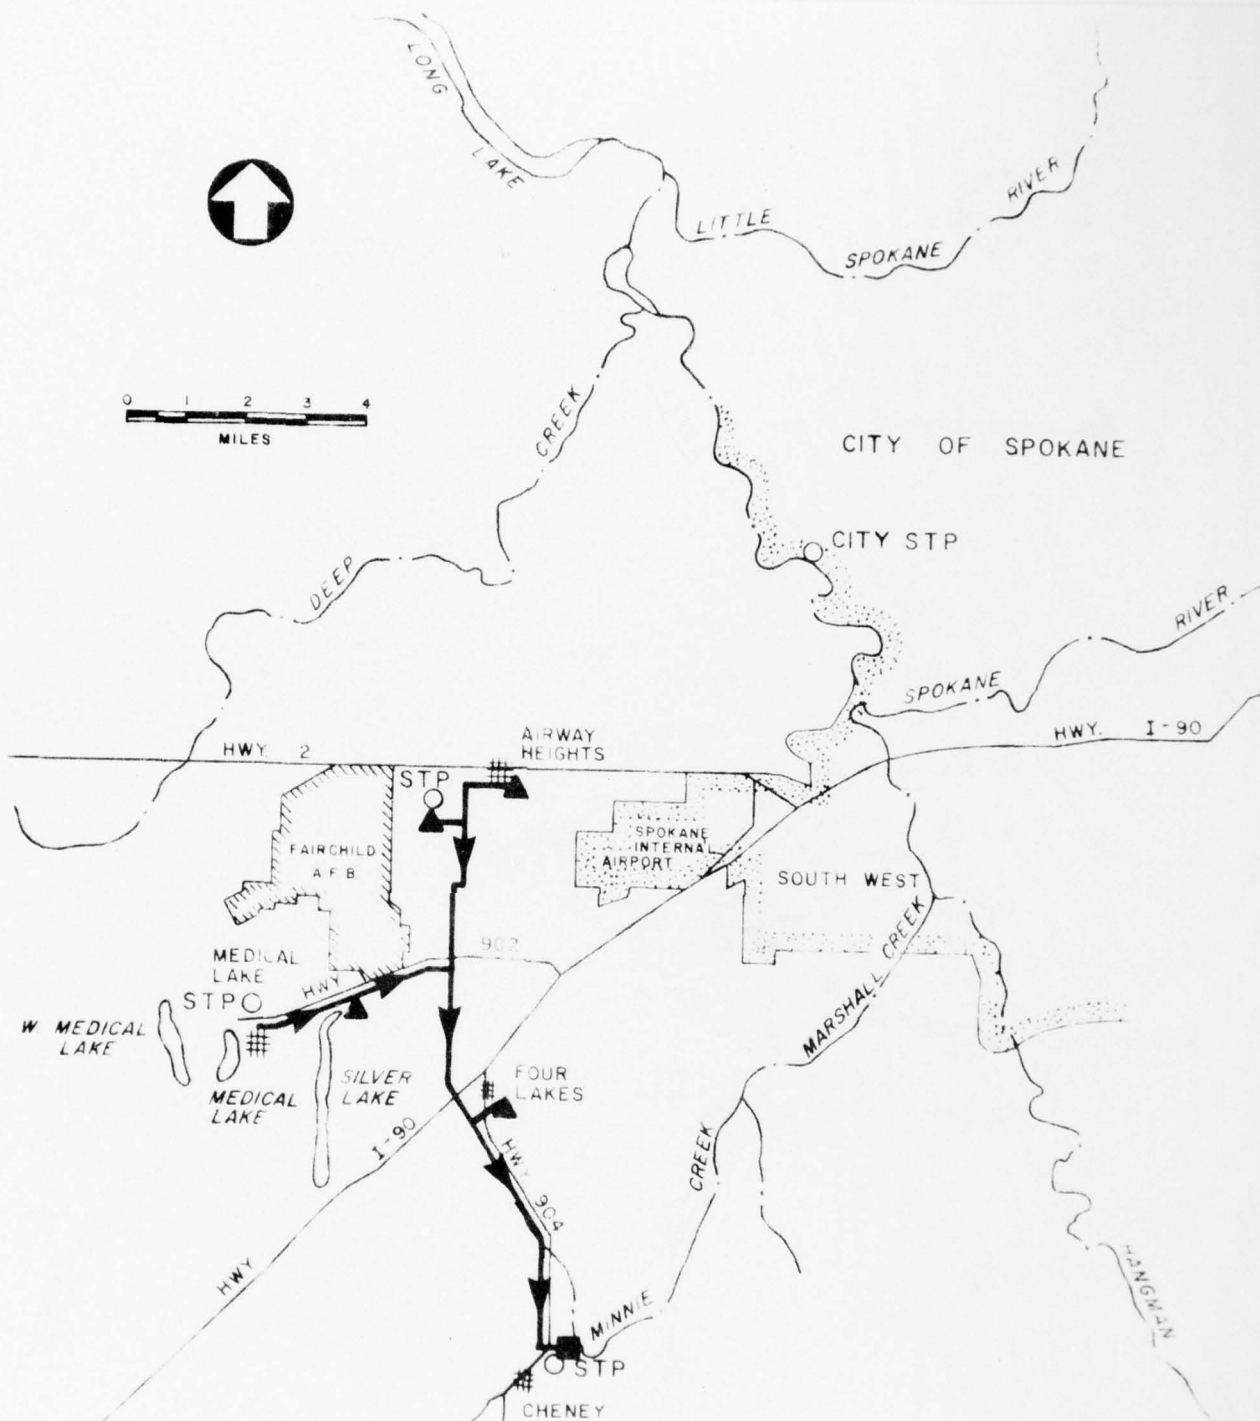 LONG
LAKE
LITTLE
SPOKANE
RIVER
0 1 2 3 4
MILES
CREEK
CITY OF SPOKANE
CITY STP
DEEP
RIVER
SPOKANE
HWY. 2
AIRWAY
HEIGHTS
HWY. I-90
STP
SPOKANE
INTERNAL
AIRPORT
FAIRCHILD
A F B
SOUTH WEST
902
MEDICAL
LAKE
HWY
STP
MARSHALL CREEK
W. MEDICAL
LAKE
SILVER
LAKE
FOUR
LAKES
MEDICAL
LAKE
I-90
HWY
HWY. 904
CREEK
MINNIE
HANGMAN
STP
CHENEY